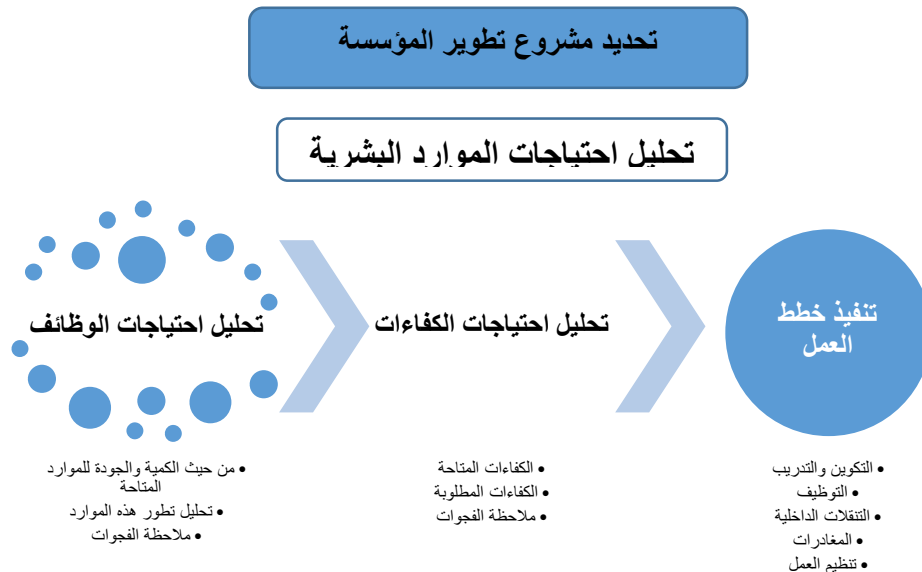 تحديد مشروع تطوير المؤسسة
تحليل احتياجات الموارد البشرية
تحليل احتياجات الوظائف
• من حيث الكمية والجودة للموارد
المتاحة
• تحليل تطور هذه الموارد
• ملاحظة الفجوات
تحليل احتياجات الكفاءات
• الكفاءات المتاحة
• الكفاءات المطلوبة
• ملاحظة الفجوات
تنفيذ خطط
العمل
• التكوين والتدريب
• التوظيف
• التنقلات الداخلية
• المغادرات
• تنظيم العمل